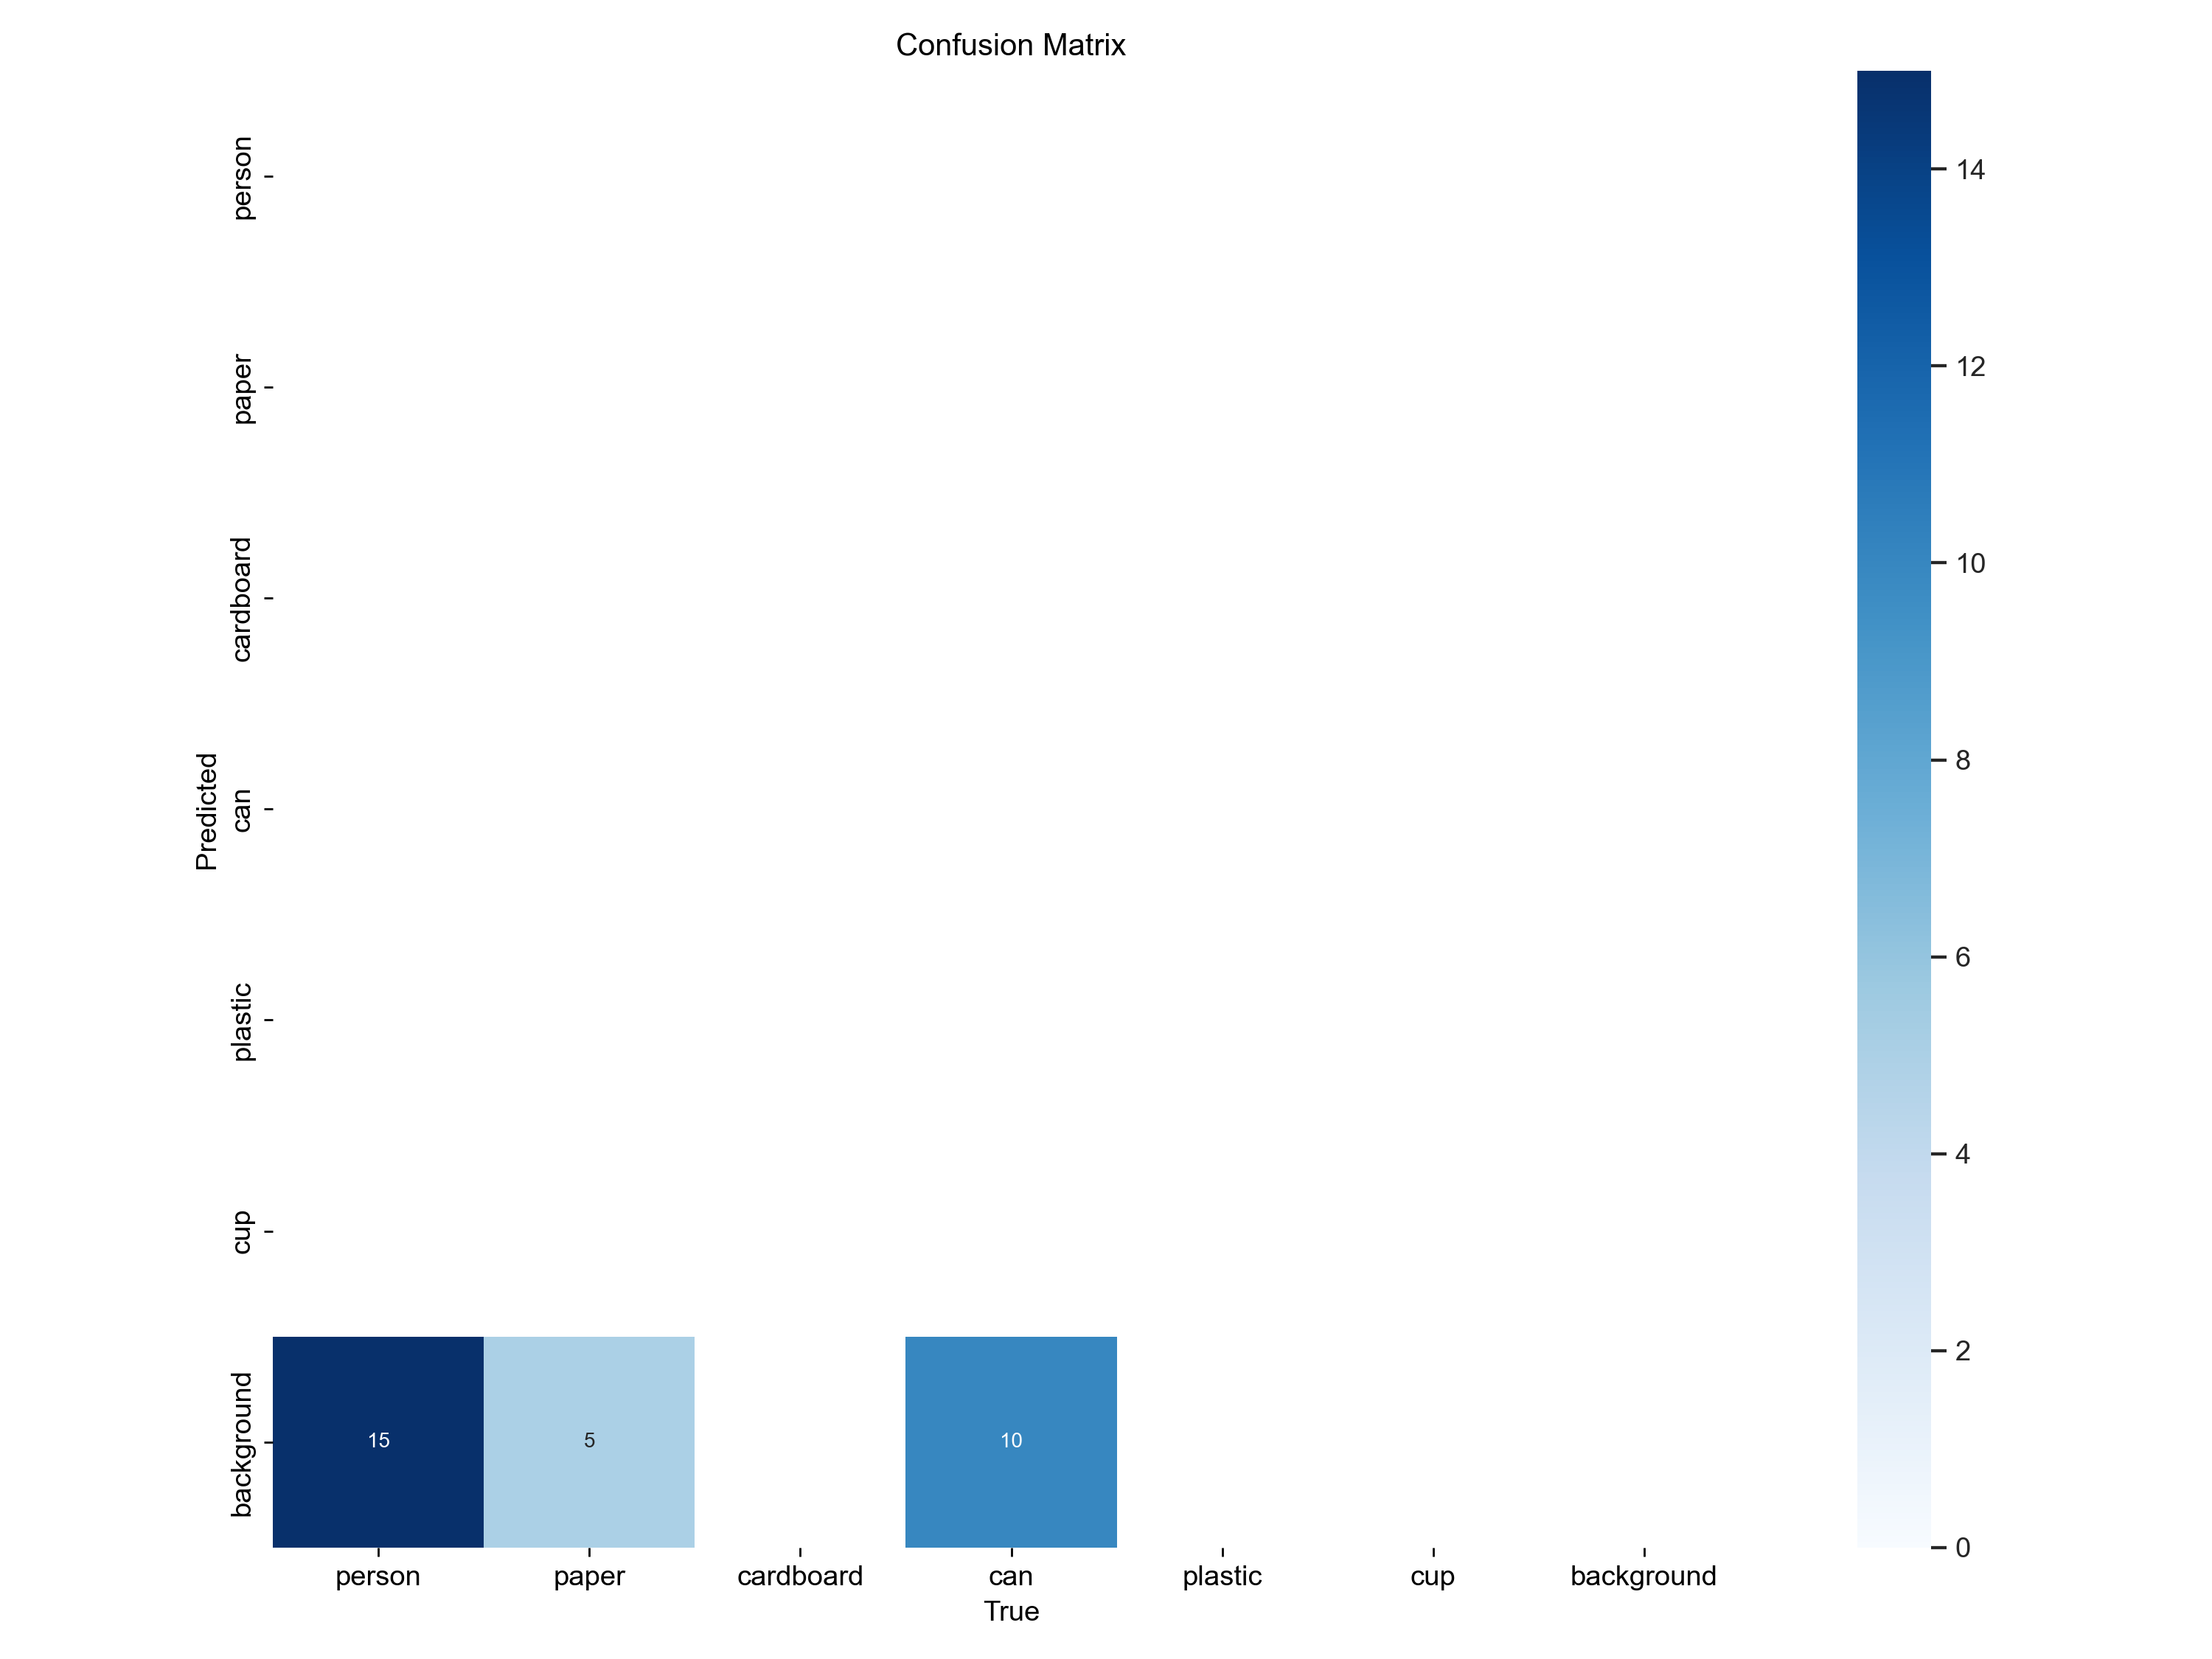 Confusion Matrix
person
paper
cardboard
can
plastic
cup
background
Predicted
15
5
10
person
paper
cardboard
can
plastic
cup
background
True
14
12
10
8
6
4
2
0